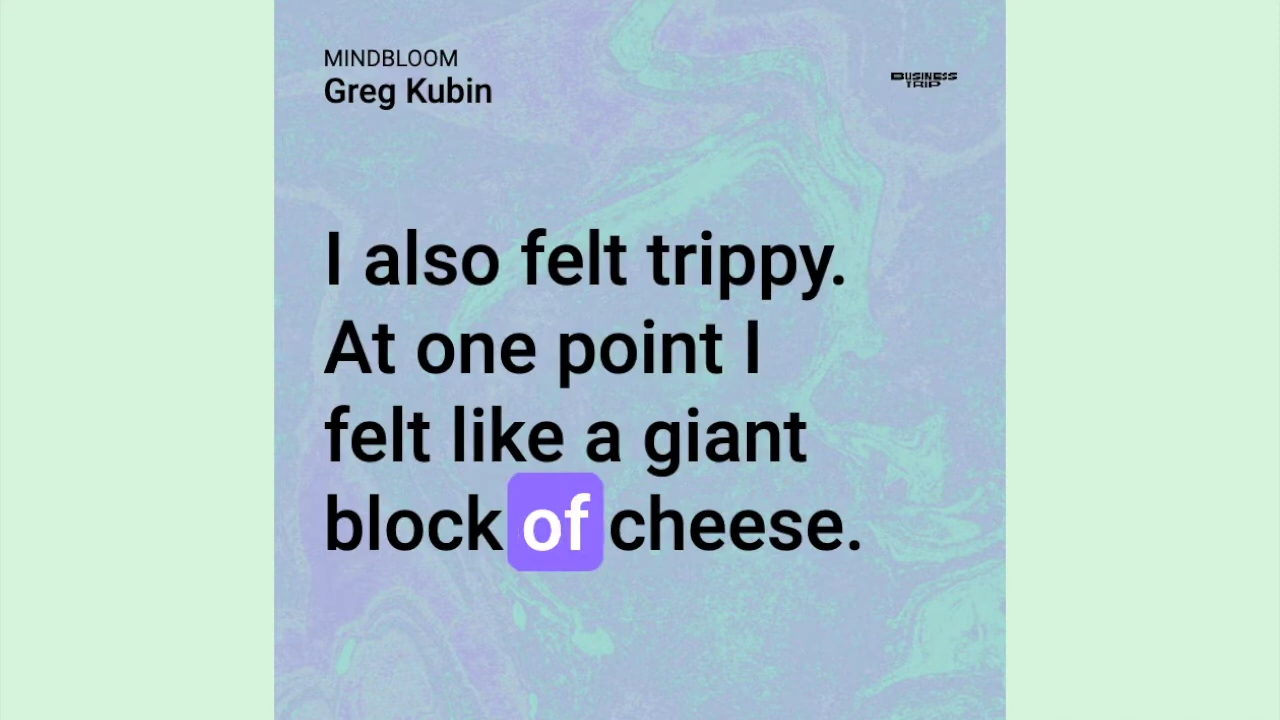 MINDBLOOM
Greg Kubin
BUSINESS
TRIP
I also felt trippy.
At one point I
felt like a giant
block of cheese.